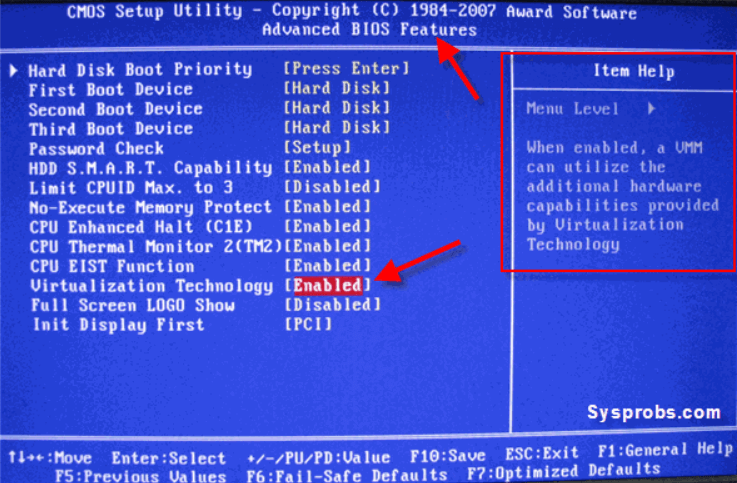 CMOS Setup Utility - Copyright (C) 1984-2007 Award Software
Advanced BIOS Features
Hard Disk Boot Priority [Press Enter]
First Boot Device [Hard Disk]
Second Boot Device [Hard Disk]
Third Boot Device [Hard Disk]
Password Check [Setup]
HDD S.M.A.R.T. Capability [Enabled]
Limit CPUID Max. to 3 [Disabled]
No-Execute Memory Protect [Enabled]
CPU Enhanced Halt (C1E) [Enabled]
CPU Thermal Monitor 2(TM2) [Enabled]
CPU EIST Function [Enabled]
Virtualization Technology [Enabled]
Full Screen LOGO Show [Disabled]
Init Display First [PCI]
Item Help
Menu Level
When enabled, a VMM
can utilize the
additional hardware
capabilities provided
by Virtualization
Technology
Sysprobs.com
↑↓→←:Move Enter:Select +/-/PU/PD:Value F10:Save ESC:Exit F1:General Help
F5:Previous Values F6:Fail-Safe Defaults F7:Optimized Defaults